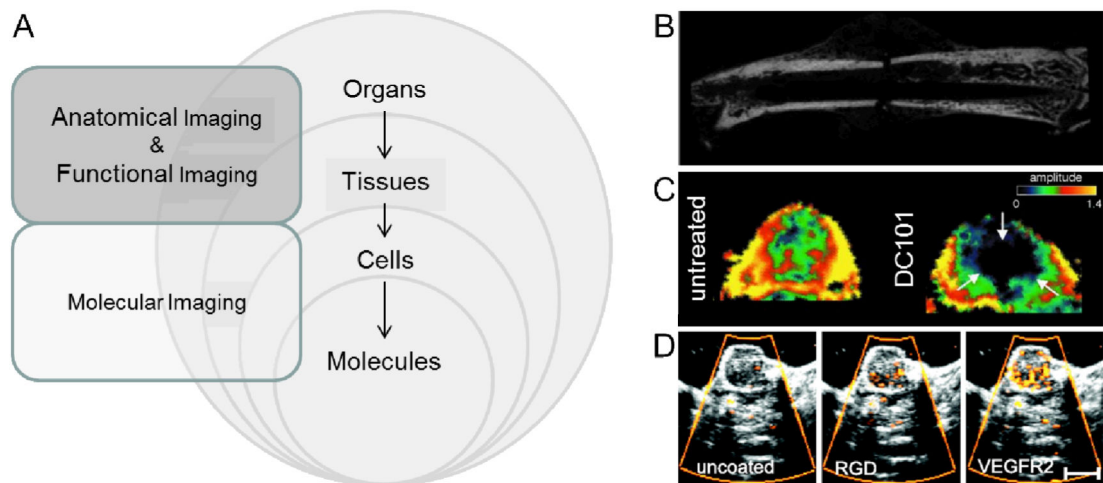 A
Anatomical Imaging
&
Functional Imaging
Molecular Imaging
Organs
Tissues
Cells
Molecules
B
C
untreated
DC101
amplitude
0
1.4
D
uncoated
RGD
VEGFR2